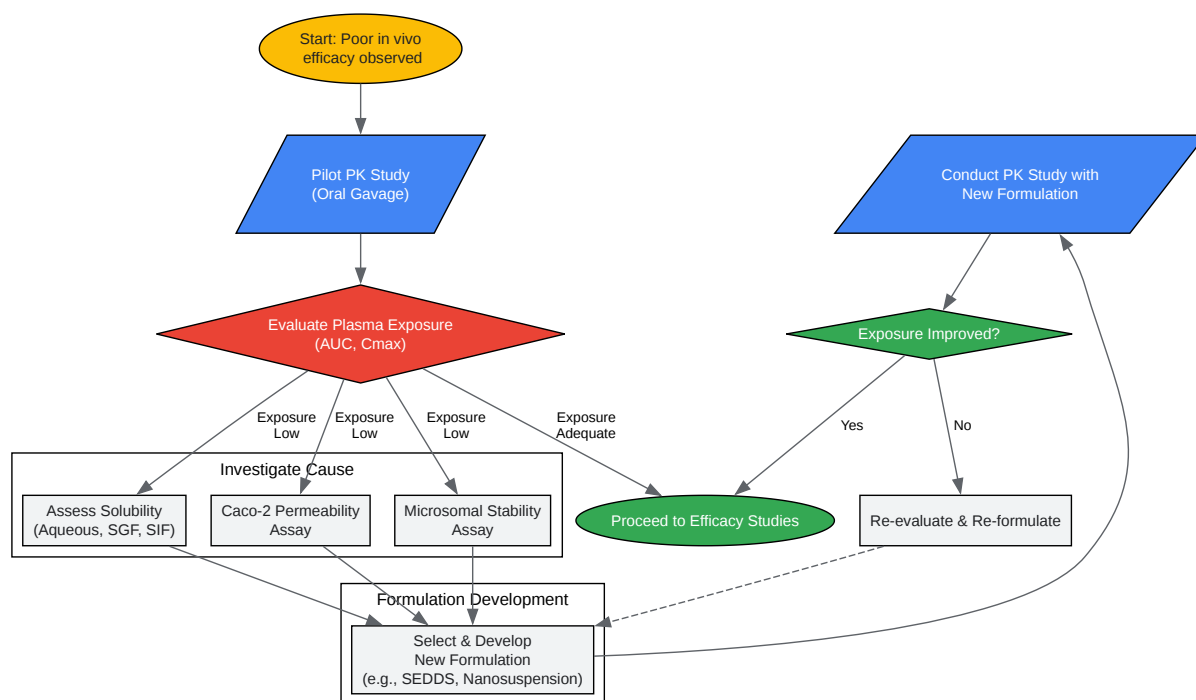 Start: Poor in vivo
efficacy observed
Pilot PK Study
(Oral Gavage)
Conduct PK Study with
New Formulation
Evaluate Plasma Exposure
(AUC, Cmax)
Exposure Improved?
Exposure
Low
Exposure
Low
Exposure
Low
Exposure
Adequate
Yes
No
Investigate Cause
Assess Solubility
(Aqueous, SGF, SIF)
Caco-2 Permeability
Assay
Microsomal Stability
Assay
Proceed to Efficacy Studies
Re-evaluate & Re-formulate
Formulation Development
Select & Develop
New Formulation
(e.g., SEDDS, Nanosuspension)